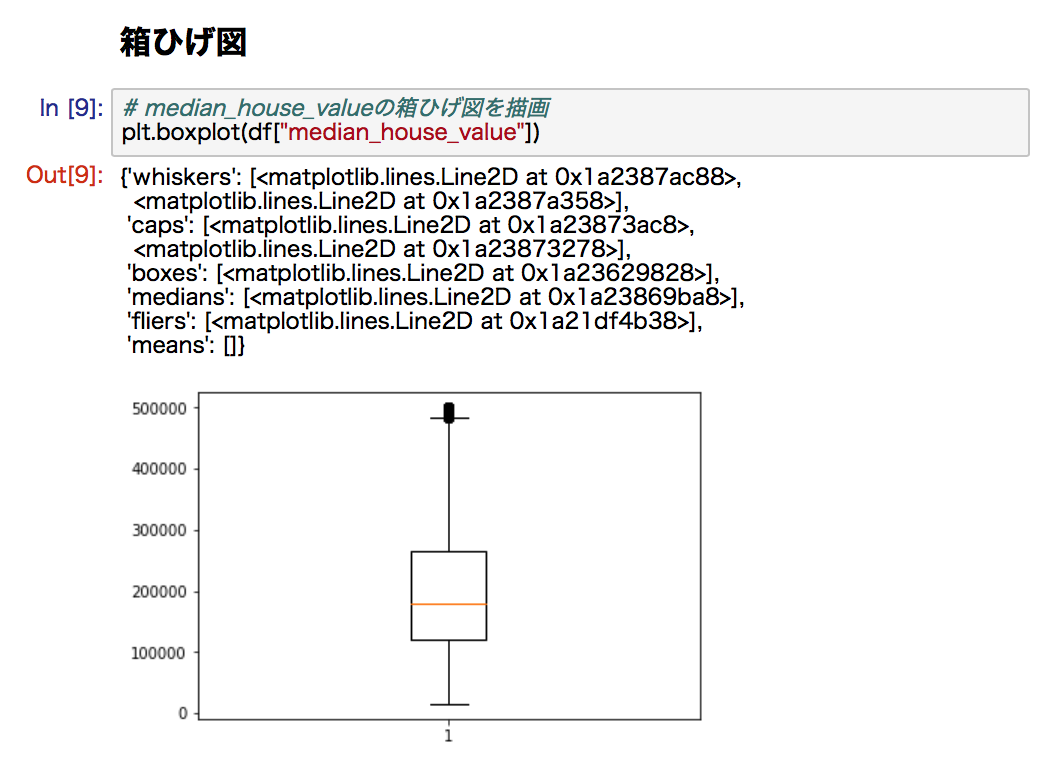 箱ひげ図
In [9]: # median_house_valueの箱ひげ図を描画
plt.boxplot(df["median_house_value"])
Out[9]: {'whiskers': [<matplotlib.lines.Line2D at 0x1a2387ac88>,
<matplotlib.lines.Line2D at 0x1a2387a358>],
'caps': [<matplotlib.lines.Line2D at 0x1a23873ac8>,
<matplotlib.lines.Line2D at 0x1a23873278>],
'boxes': [<matplotlib.lines.Line2D at 0x1a23629828>],
'medians': [<matplotlib.lines.Line2D at 0x1a23869ba8>],
'fliers': [<matplotlib.lines.Line2D at 0x1a21df4b38>],
'means': []}
500000
400000
300000
200000
100000
0
1